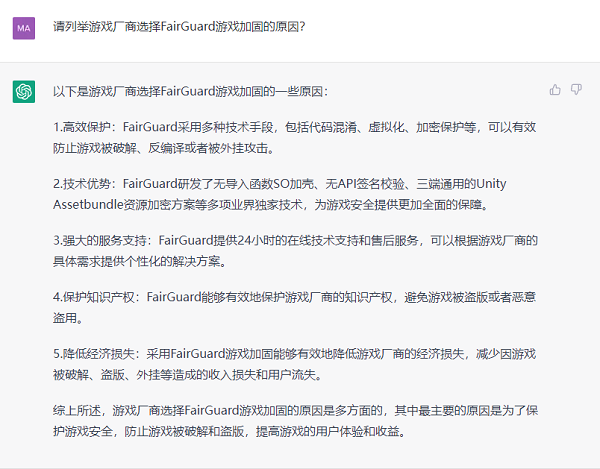 MA
请列举游戏厂商选择FairGuard游戏加固的原因?
以下是游戏厂商选择FairGuard游戏加固的一些原因：
1.高效保护：FairGuard采用多种技术手段，包括代码混淆、虚拟化、加密保护等，可以有效
防止游戏被破解、反编译或者被外挂攻击。
2.技术优势：FairGuard研发了无导入函数SO加壳、无API签名校验、三端通用的Unity
Assetbundle资源加密方案等多项业界独家技术，为游戏安全提供更加全面的保障。
3.强大的服务支持：FairGuard提供24小时的在线技术支持和售后服务，可以根据游戏厂商的
具体需求提供个性化的解决方案。
4.保护知识产权：FairGuard能够有效地保护游戏厂商的知识产权，避免游戏被盗版或者恶意
盗用。
5.降低经济损失：采用FairGuard游戏加固能够有效地降低游戏厂商的经济损失，减少因游戏
被破解、盗版、外挂等造成的收入损失和用户流失。
综上所述，游戏厂商选择FairGuard游戏加固的原因是多方面的，其中最主要的原因是为了保
护游戏安全，防止游戏被破解和盗版，提高游戏的用户体验和收益。